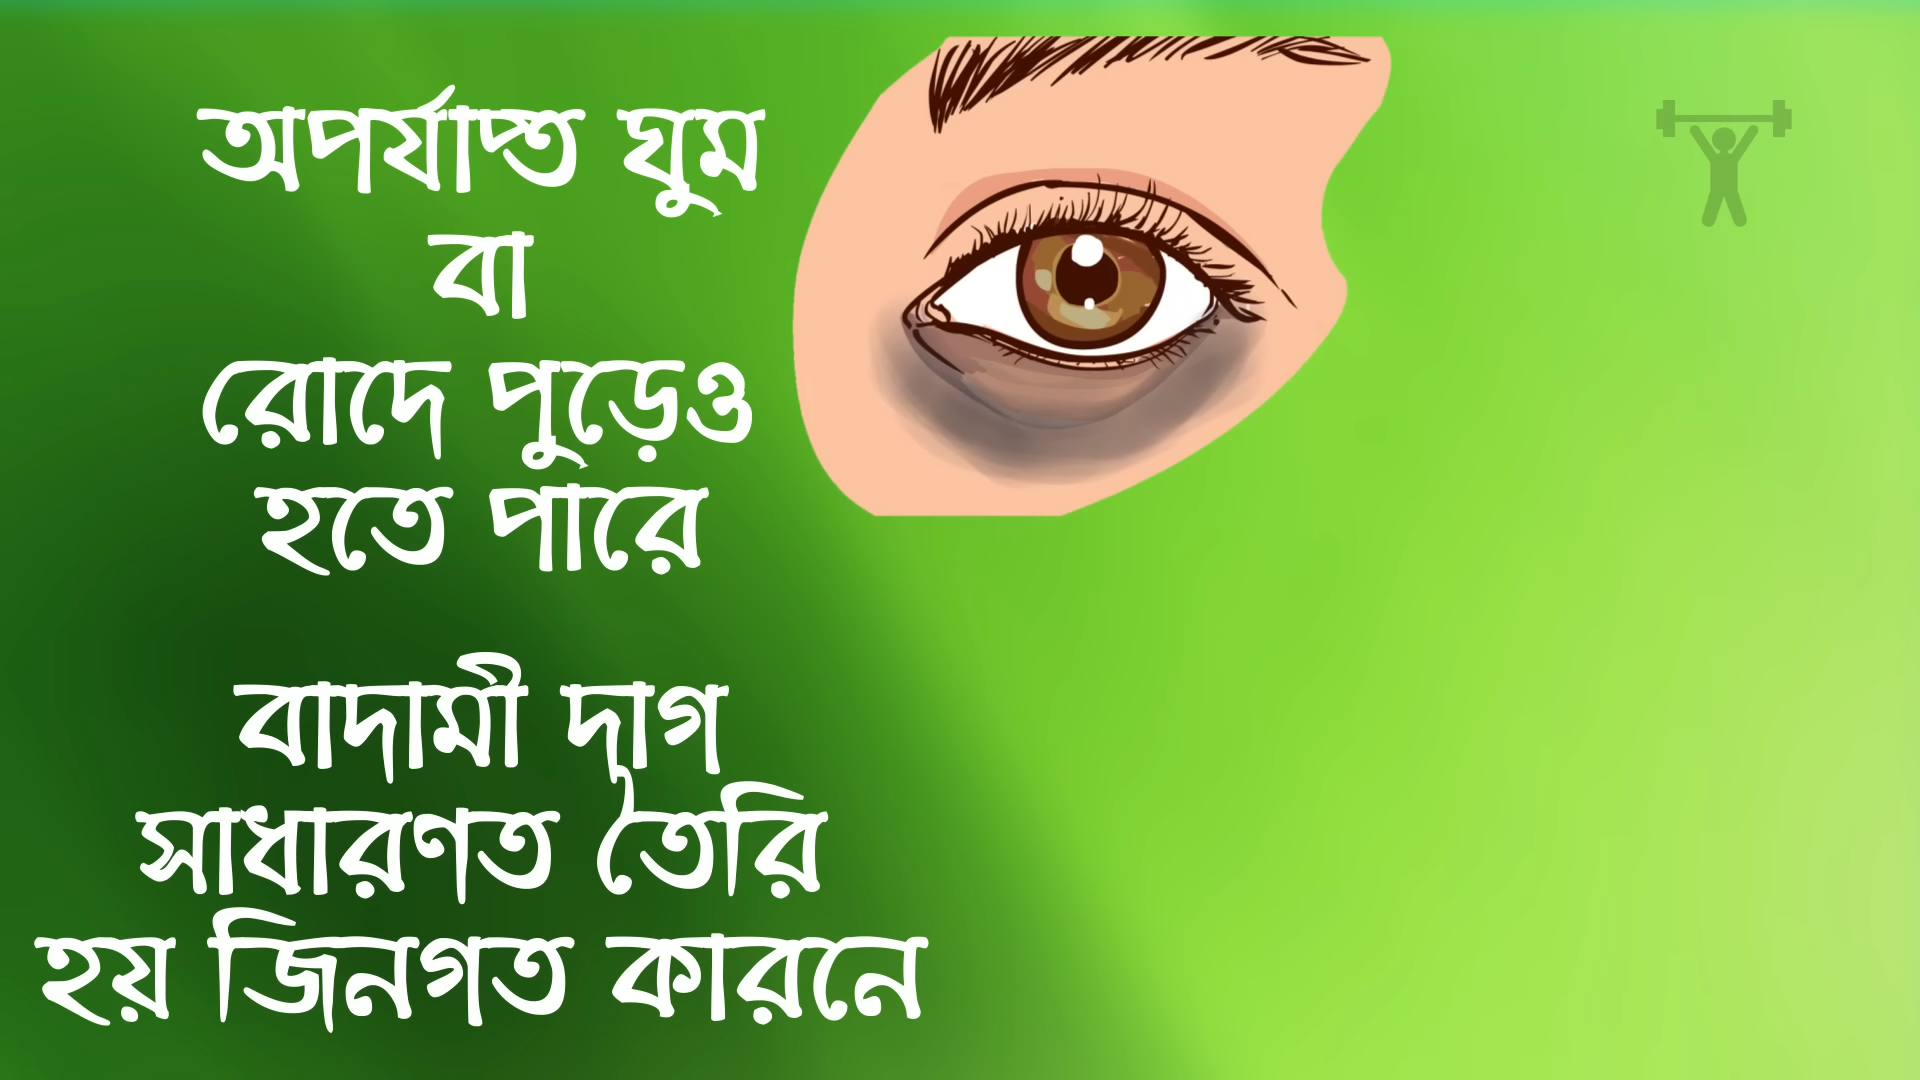 অপর্যাপ্ত ঘুম
বা
রোদে পুড়েও
হতে পারে
বাদামী দাগ
সাধারণত তৈরি
হয় জিনগত কারনে